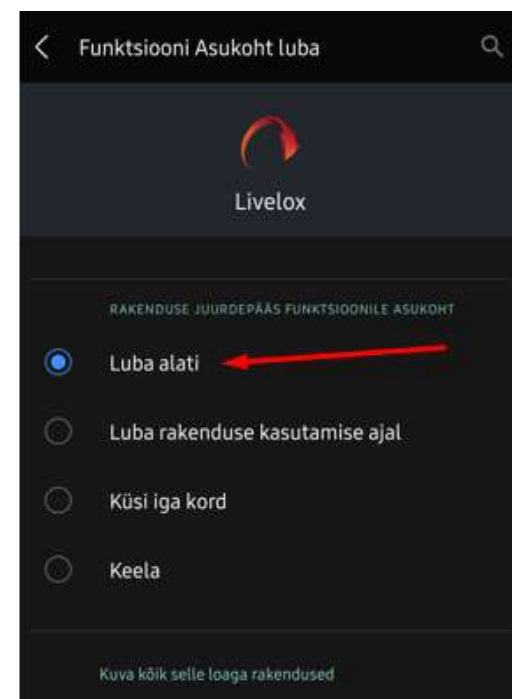 Funktsiooni Asukoht luba
Livelox
RAKENDUSE JUURDEPÄÄS FUNKTSIOONILE ASUKOHT
Luba alati
Luba rakenduse kasutamise ajal
Küsi iga kord
Keela
Kuva kõik selle loaga rakendused